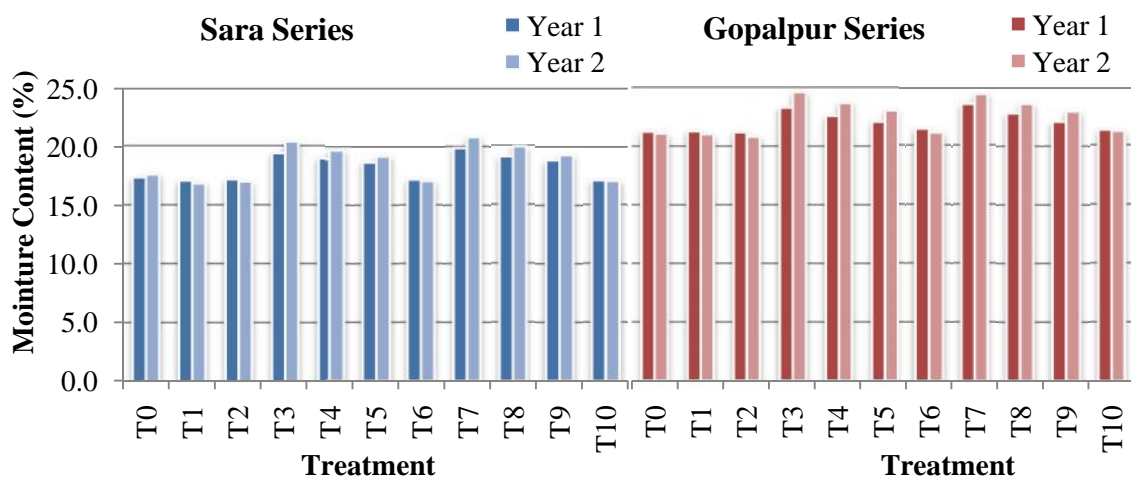 Sara Series
Year 1
Year 2
Gopalpur Series
Year 1
Year 2
Mointure Content (%)
25.0
20.0
15.0
10.0
5.0
0.0
T0 T1 T2 T3 T4 T5 T6 T7 T8 T9 T10
T0 T1 T2 T3 T4 T5 T6 T7 T8 T9 T10
Treatment
Treatment